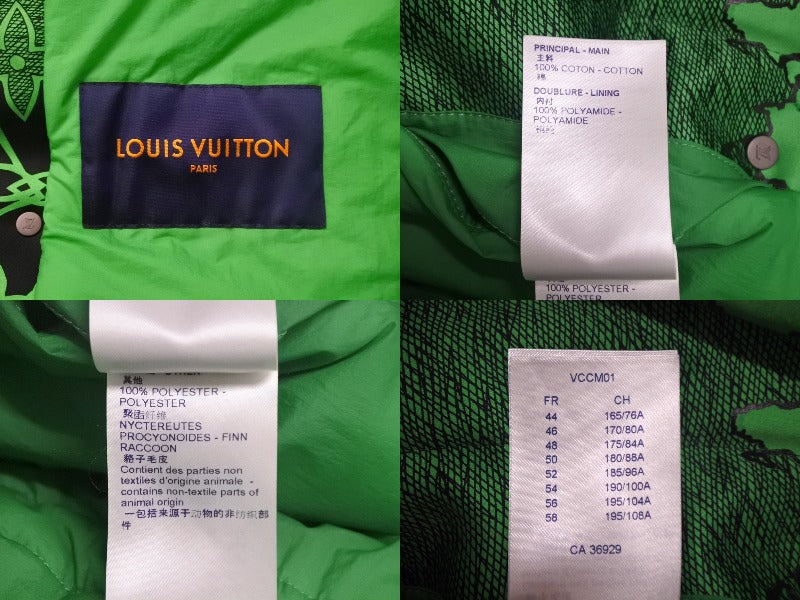 LOUIS VUITTON
PARIS
PRINCIPAL - MAIN
主料
100% COTON - COTTON
棉
DOUBLURE - LINING
内衬
100% POLYAMIDE -
POLYAMIDE
锦纶
100% POLYESTER -
POLYESTER
其他
100% POLYESTER -
POLYESTER
聚酯纤维
NYCTEREUTES
PROCYONOIDES - FINN
RACCOON
貉子毛皮
Contient des parties non
textiles d'origine animale -
contains non-textile parts of
animal origin
一包括来源于动物的非纺织部
件
VCCM01
FR CH
44 165/76A
46 170/80A
48 175/84A
50 180/88A
52 185/96A
54 190/100A
56 195/104A
58 195/108A
CA 36929